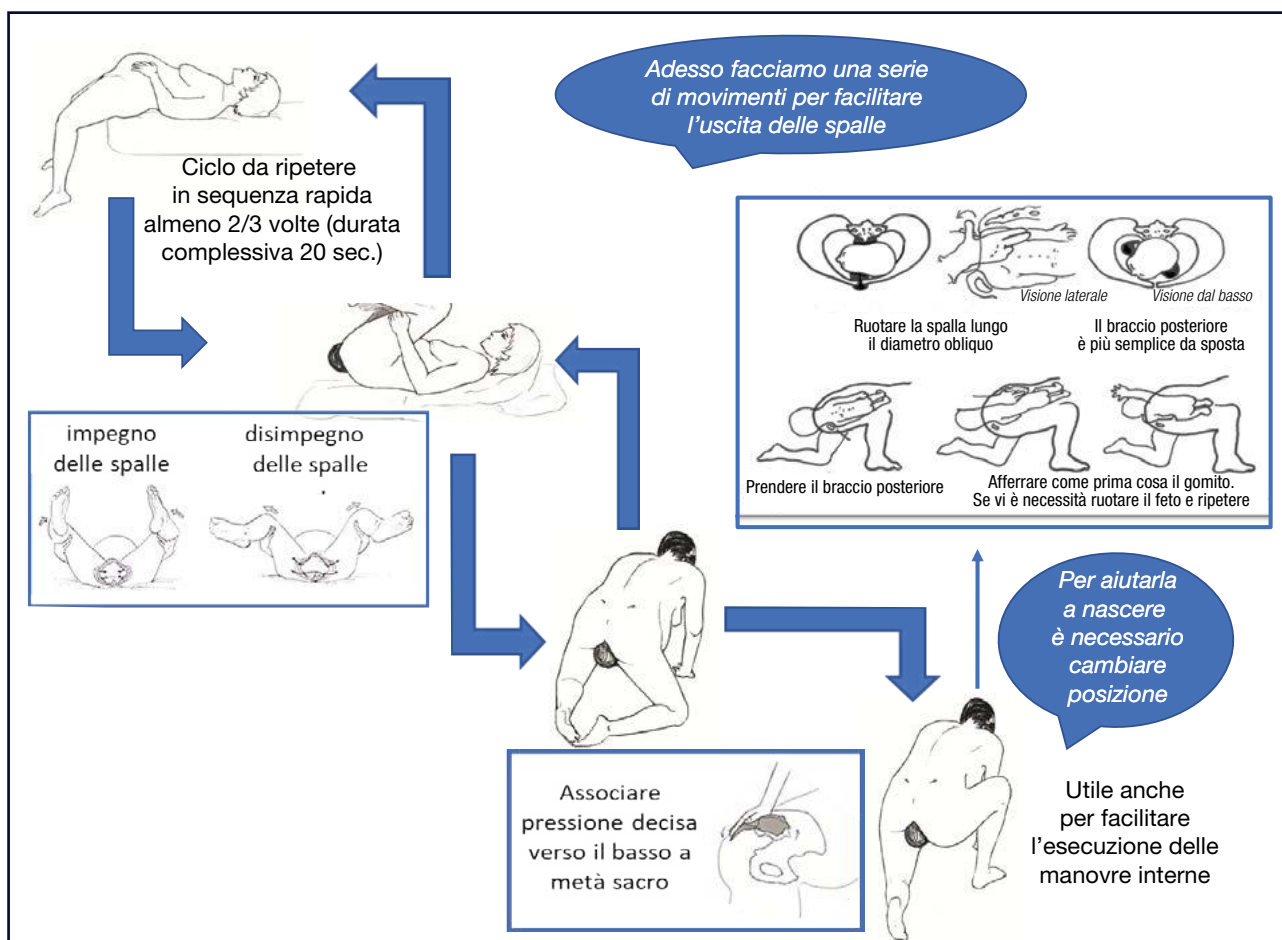 Adesso facciamo una serie
di movimenti per facilitare
l’uscita delle spalle
Ciclo da ripetere
in sequenza rapida
almeno 2/3 volte (durata
complessiva 20 sec.)
Visione laterale
Visione dal basso
Ruotare la spalla lungo
il diametro obliquo
Il braccio posteriore
è più semplice da sposta
Prendere il braccio posteriore
Afferrare come prima cosa il gomito.
Se vi è necessità ruotare il feto e ripetere
impegno
delle spalle
disimpegno
delle spalle
Per aiutarla
a nascere
è necessario
cambiare
posizione
Associare
pressione decisa
verso il basso a
metà sacro
Utile anche
per facilitare
l’esecuzione delle
manovre interne